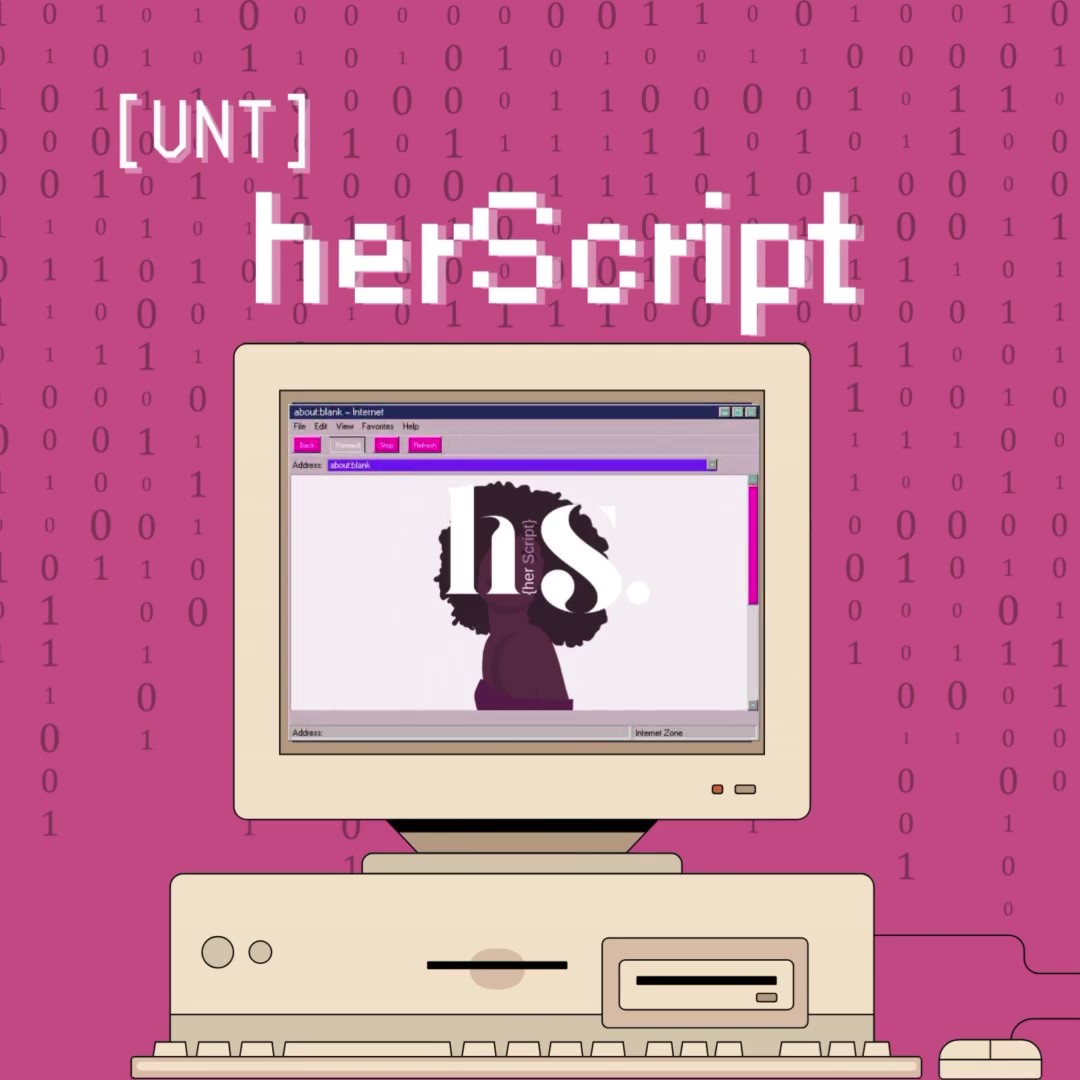 [UNT]
herScript
about:blank - Internet
File Edit View Favorites Help
Back Forward Stop Refresh
Address: about:blank
hs.
{her Script}
Address: Internet Zone